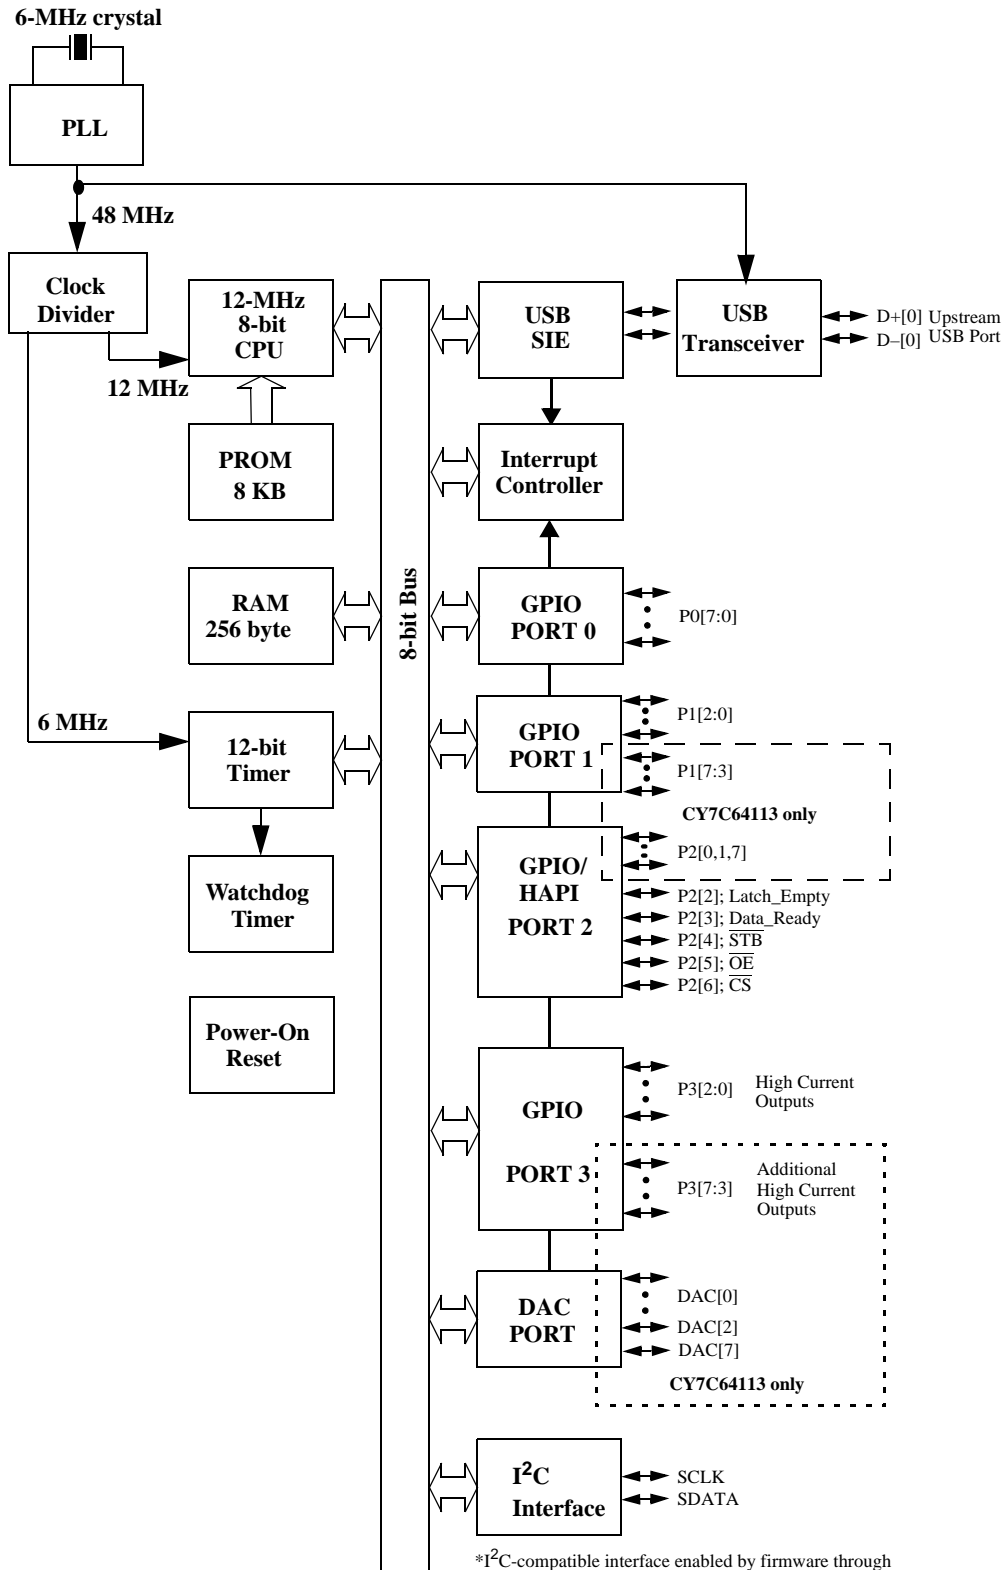 6-MHz crystal
PLL
48 MHz
Clock
Divider
12-MHz
8-bit
CPU
12 MHz
USB
SIE
USB
Transceiver
D+[0] Upstream
D–[0] USB Port
PROM
8 KB
Interrupt
Controller
8-bit Bus
RAM
256 byte
GPIO
PORT 0
P0[7:0]
6 MHz
12-bit
Timer
GPIO
PORT 1
P1[2:0]
P1[7:3]
CY7C64113 only
Watchdog
Timer
GPIO/
HAPI
PORT 2
P2[0,1,7]
P2[2]; Latch_Empty
P2[3]; Data_Ready
P2[4]; S̅T̅B̅
P2[5]; O̅E̅
P2[6]; C̅S̅
Power-On
Reset
GPIO
PORT 3
P3[2:0]
High Current
Outputs
P3[7:3]
Additional
High Current
Outputs
DAC
PORT
DAC[0]
DAC[2]
DAC[7]
CY7C64113 only
I²C
Interface
SCLK
SDATA
*I²C-compatible interface enabled by firmware through